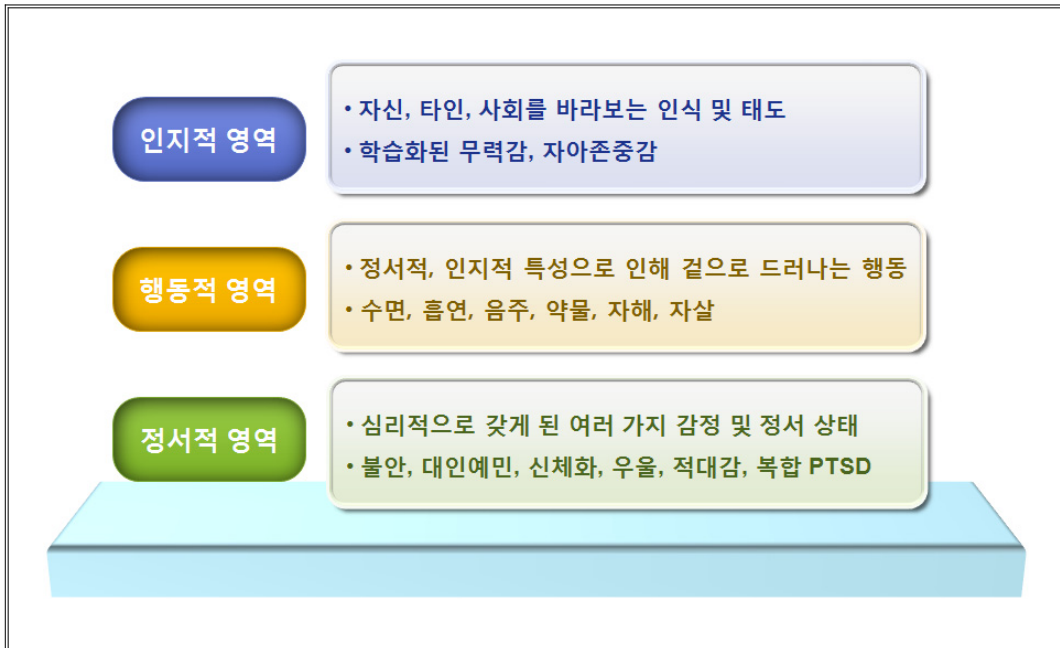 인지적 영역
• 자신, 타인, 사회를 바라보는 인식 및 태도
• 학습화된 무력감, 자아존중감
행동적 영역
• 정서적, 인지적 특성으로 인해 겉으로 드러나는 행동
• 수면, 흡연, 음주, 약물, 자해, 자살
정서적 영역
• 심리적으로 갖게 된 여러 가지 감정 및 정서 상태
• 불안, 대인예민, 신체화, 우울, 적대감, 복합 PTSD